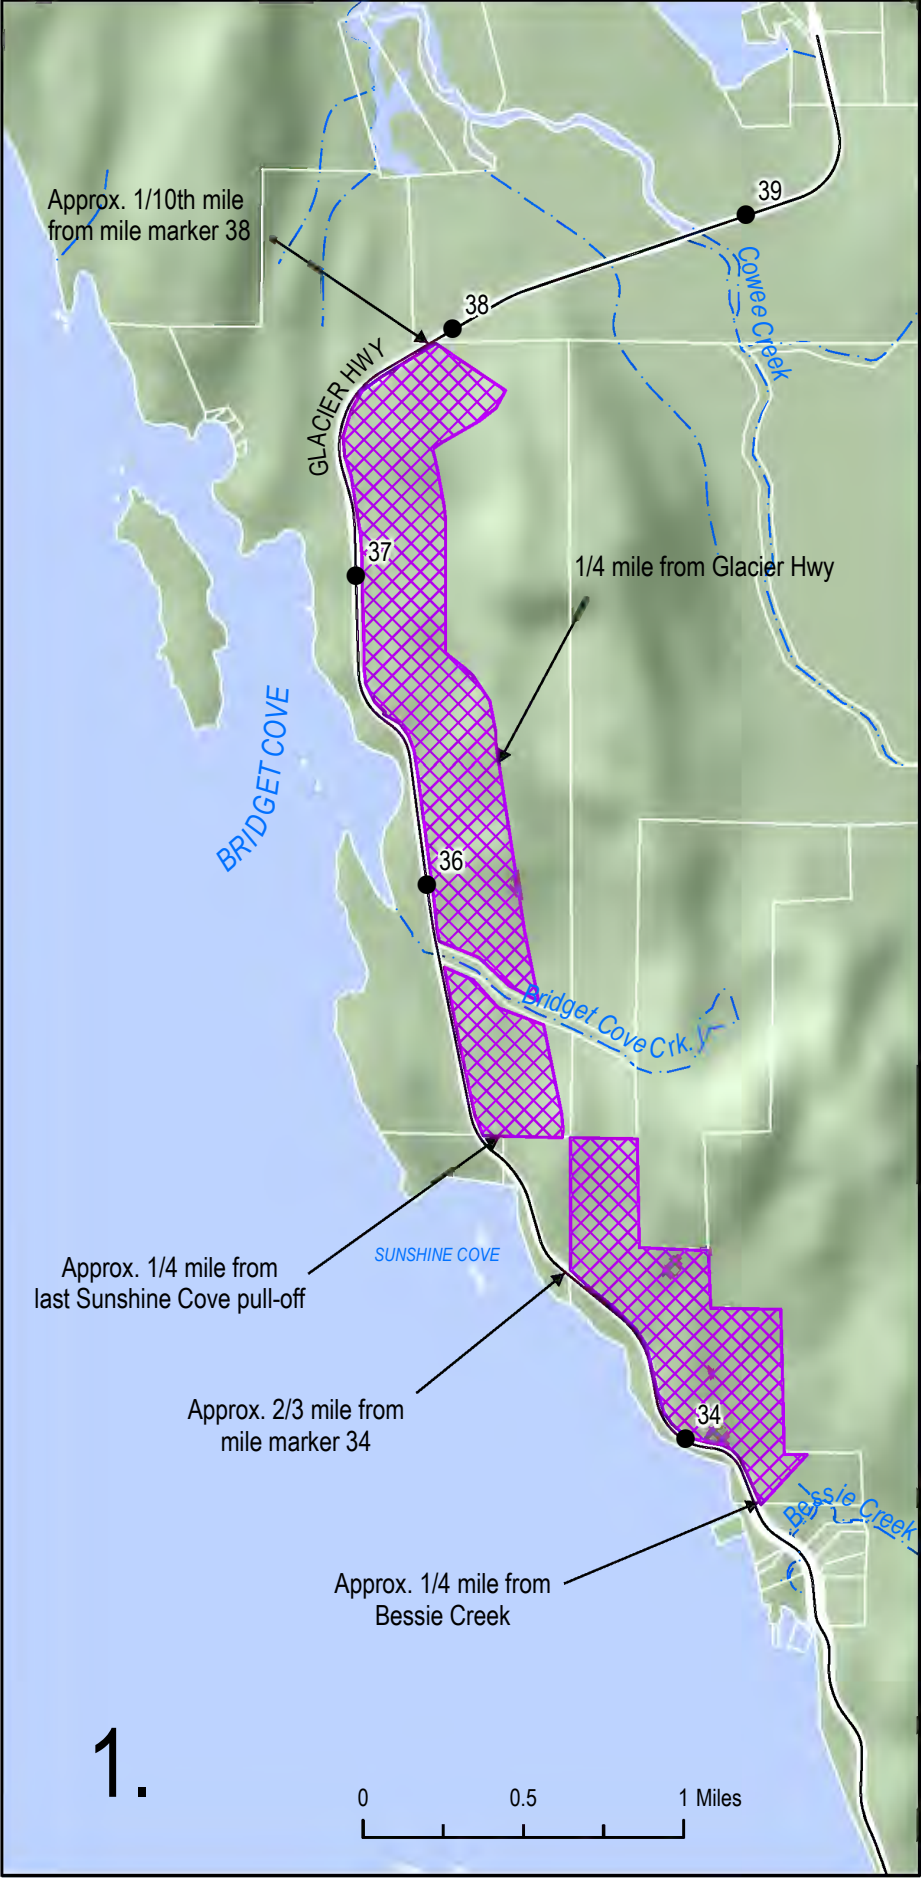 Approx. 1/10th mile
from mile marker 38
39
38
Cowee Creek
GLACIER HWY
37
1/4 mile from Glacier Hwy
BRIDGET COVE
36
Bridget Cove Crk.
SUNSHINE COVE
Approx. 1/4 mile from
last Sunshine Cove pull-off
Approx. 2/3 mile from
mile marker 34
34
Bessie Creek
Approx. 1/4 mile from
Bessie Creek
1.
0 0.5 1 Miles